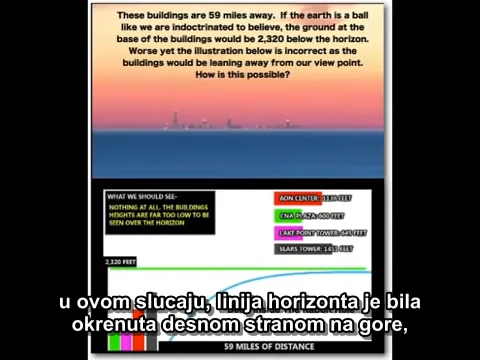 These buildings are 59 miles away.  If the earth is a ball
like we are indoctrinated to believe, the ground at the
base of the buildings would be 2,320 below the horizon.
Worse yet the illustration below is incorrect as the
buildings would be leaning away from our view point.
How is this possible?
WHAT WE SHOULD SEE-
NOTHING AT ALL. THE BUILDINGS
HEIGHTS ARE FAR TOO LOW TO BE
SEEN OVER THE HORIZON
AON CENTER: 1136 FEET
CNA PLAZA: 600 FEET
LAKE POINT TOWER: 645 FEET
SEARS TOWER: 1451 FEET
2,320 FEET
u ovom slucaju, linija horizonta je bila
okrenuta desnom stranom na gore,
59 MILES OF DISTANCE